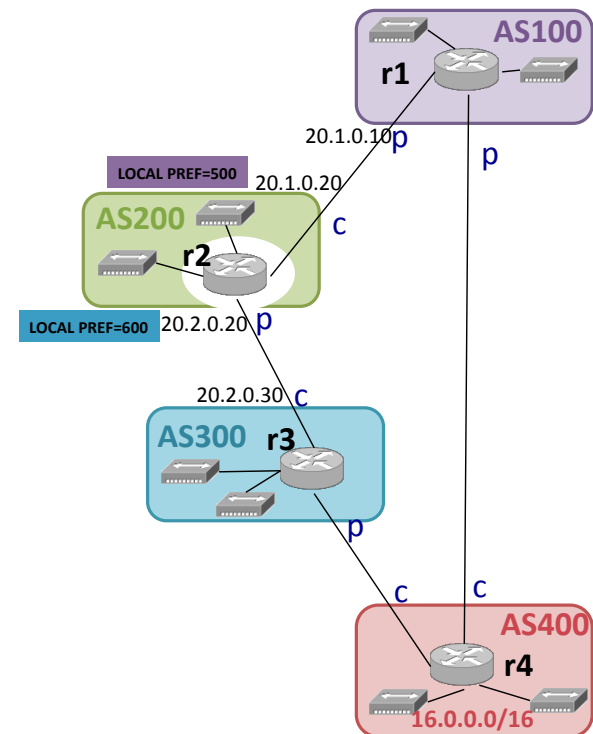 AS100
r1
20.1.0.10
p
p
LOCAL PREF=500
20.1.0.20
AS200
c
r2
LOCAL PREF=600
20.2.0.20
p
20.2.0.30
c
AS300
r3
p
c
c
AS400
r4
16.0.0.0/16